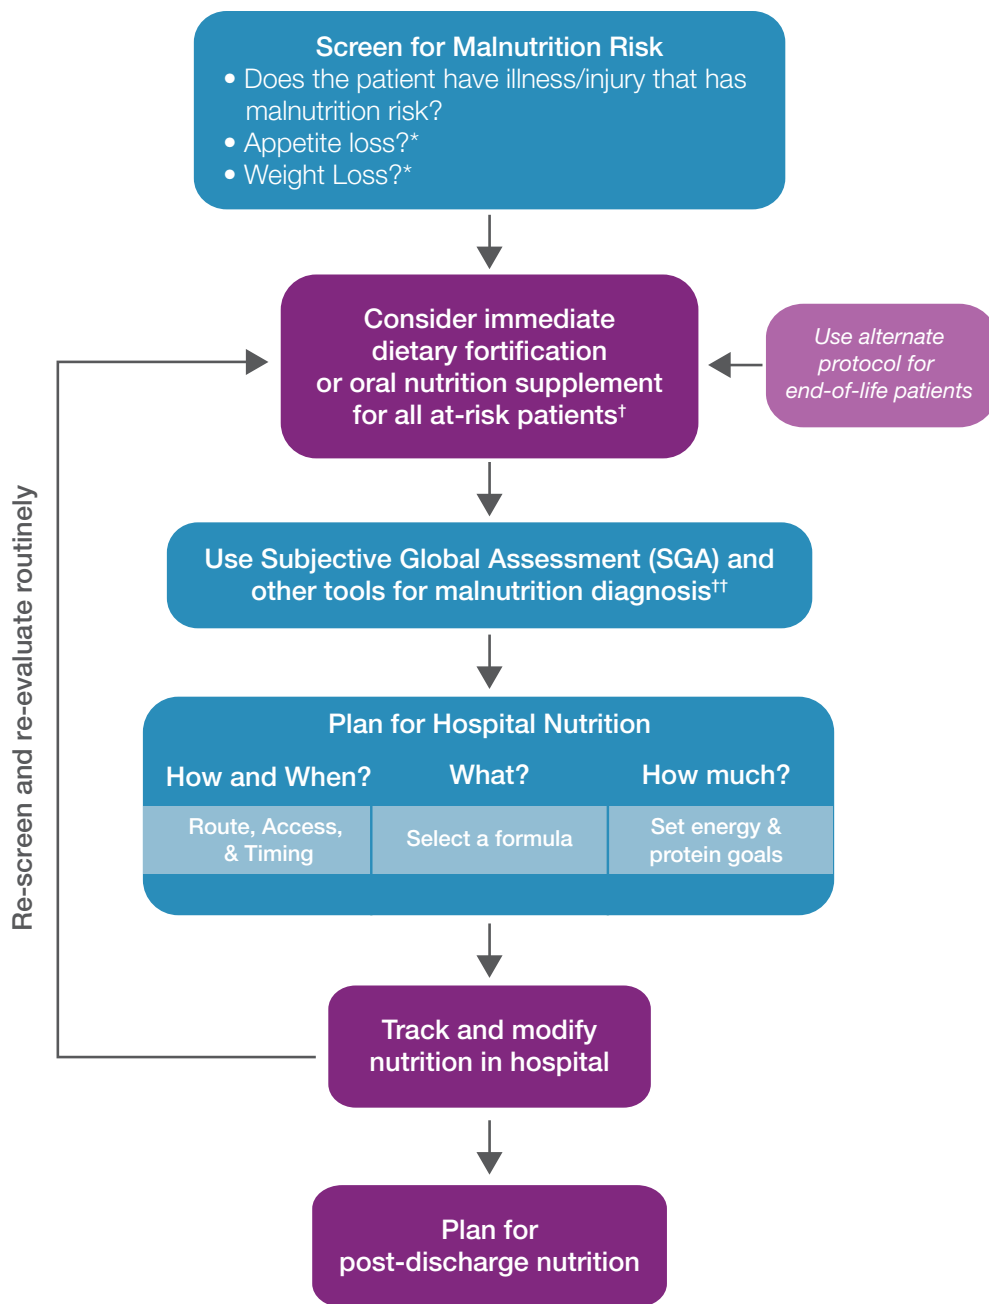 Screen for Malnutrition Risk
• Does the patient have illness/injury that has
malnutrition risk?
• Appetite loss?*
• Weight Loss?*
Consider immediate
dietary fortification
or oral nutrition supplement
for all at-risk patients†
Use alternate
protocol for
end-of-life patients
Re-screen and re-evaluate routinely
Use Subjective Global Assessment (SGA) and
other tools for malnutrition diagnosis††
Plan for Hospital Nutrition
How and When?
What?
How much?
Route, Access,
& Timing
Select a formula
Set energy &
protein goals
Track and modify
nutrition in hospital
Plan for
post-discharge nutrition